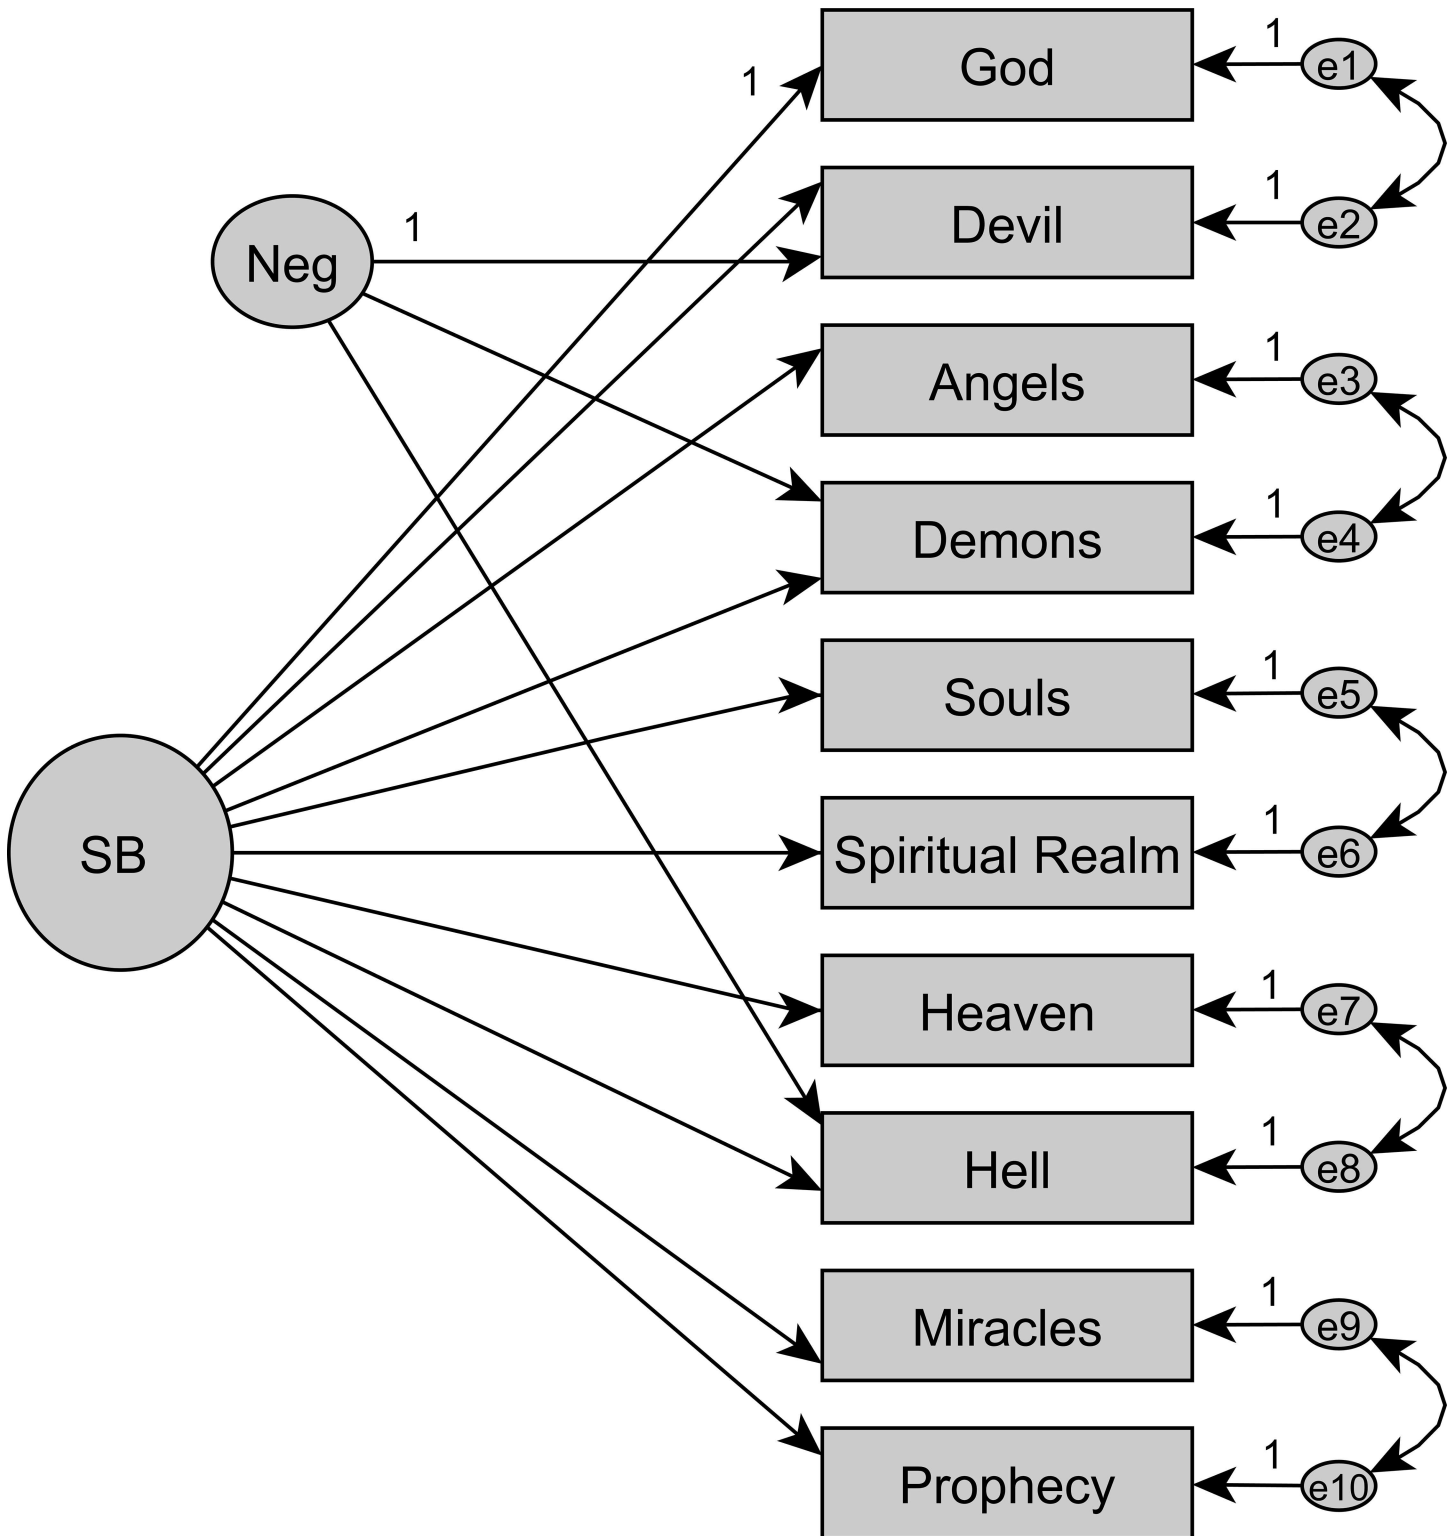 God
1
e1
1
Devil
1
e2
Neg
1
Angels
1
e3
Demons
1
e4
Souls
1
e5
SB
Spiritual Realm
1
e6
Heaven
1
e7
Hell
1
e8
Miracles
1
e9
Prophecy
1
e10